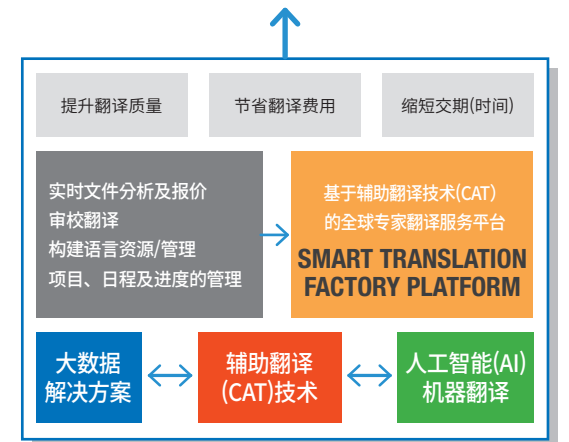 提升翻译质量
节省翻译费用
缩短交期(时间)
实时文件分析及报价
审校翻译
构建语言资源/管理
项目、日程及进度的管理
基于辅助翻译技术(CAT)
的全球专家翻译服务平台
SMART TRANSLATION
FACTORY PLATFORM
大数据
解决方案
辅助翻译
(CAT)技术
人工智能(AI)
机器翻译